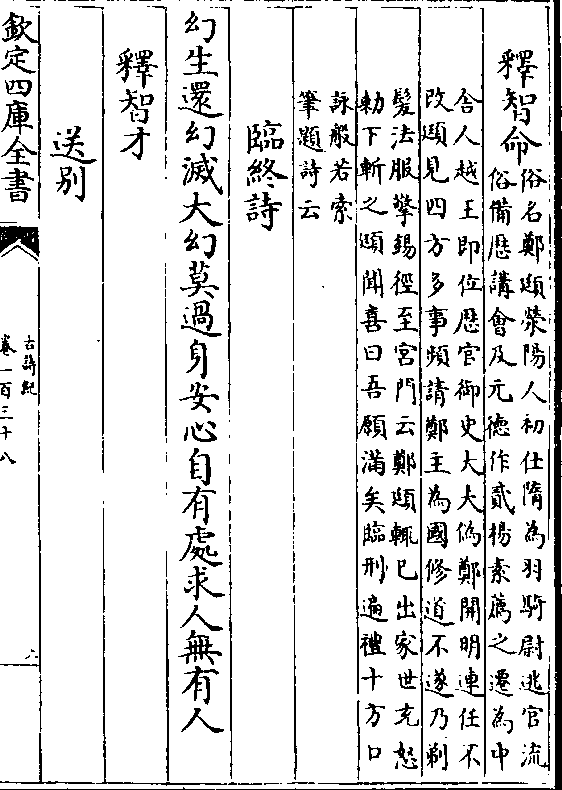 釋智命
俗名鄭頲滎陽人初仕隋為羽騎尉逃官流
俗備歴講會及元徳作貳楊素薦之遷為中
舎人越王即位歴官御史大大偽鄭開明連任不
改頲見四方多事頻請鄭主為國修道不遂乃剃
髮法服擎錫徑至宮門云鄭頲輒已出家世充怒
勅下斬之頲聞喜曰吾願滿矣臨刑遍禮十方口
詠般若索
筆題詩云
臨終詩
幻生還幻滅大幻莫過身安心自有處求人無有人
釋智才
送别
欽定四庫全書
古詩紀
卷一百三十八
六